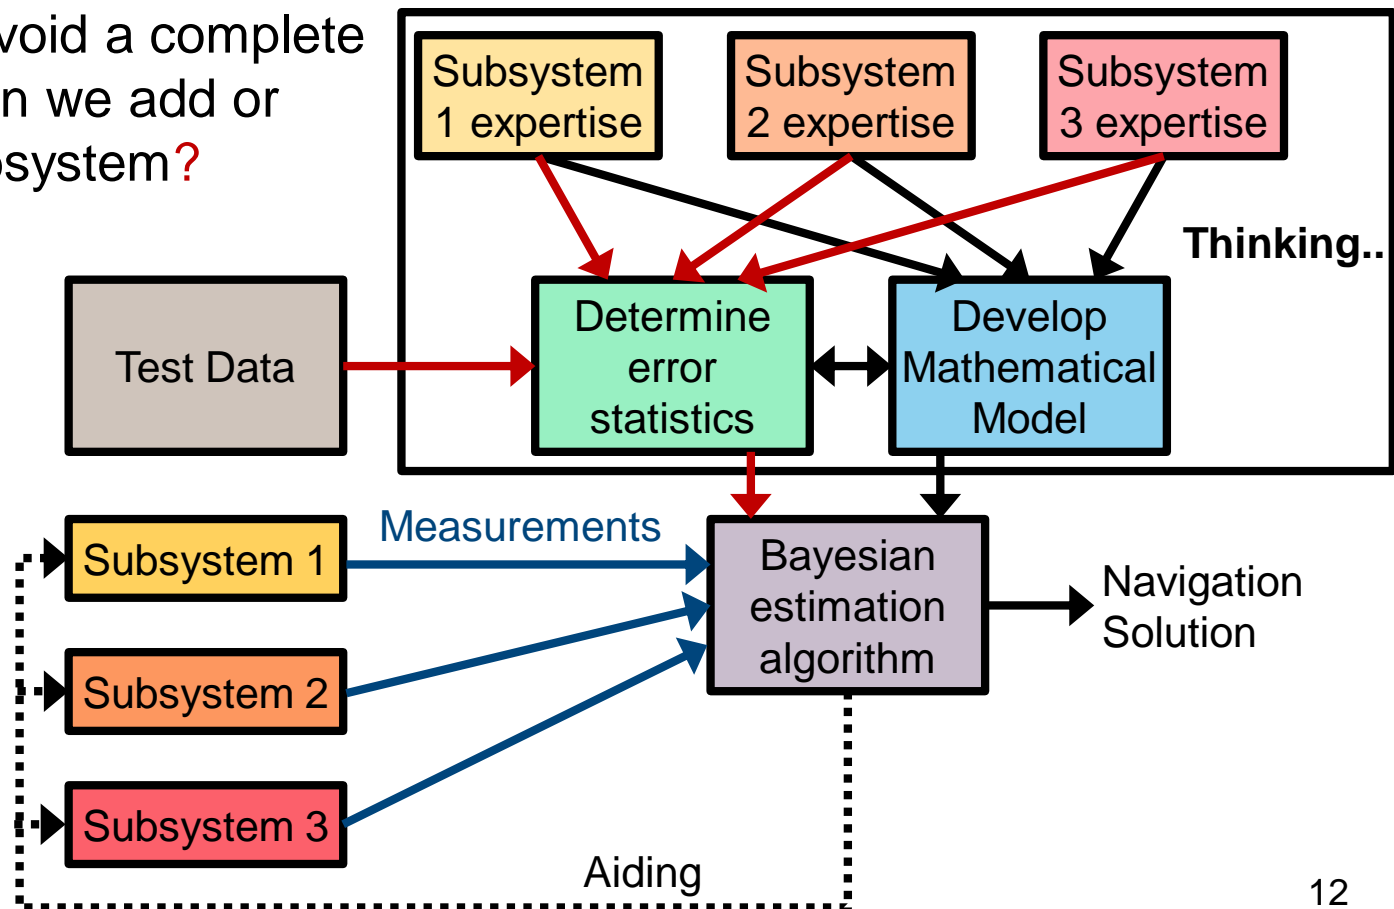 void a complete
n we add or
system?
Subsystem
1 expertise
Subsystem
2 expertise
Subsystem
3 expertise
Thinking..
Test Data
Determine
error
statistics
Develop
Mathematical
Model
Subsystem 1
Measurements
Bayesian
estimation
algorithm
Navigation
Solution
Subsystem 2
Subsystem 3
Aiding
12